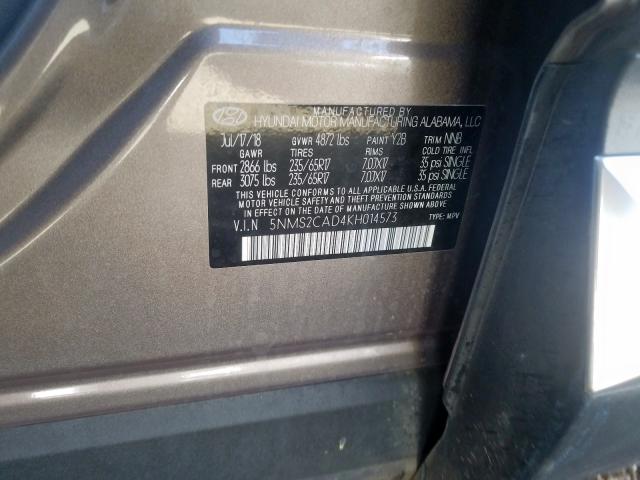 MANUFACTURED BY
HYUNDAI MOTOR MANUFACTURING ALABAMA, LLC
Jul/17/18 GVWR 4872 lbs PAINT Y2B TRIM NNB
GAWR TIRES RIMS COLD TIRE INFL
FRONT 2866 lbs 235/65R17 7.0JX17 35 psi SINGLE
REAR 3075 lbs 235/65R17 7.0JX17 35 psi SINGLE
THIS VEHICLE CONFORMS TO ALL APPLICABLE U.S. FEDERAL
MOTOR VEHICLE SAFETY AND THEFT PREVENTION STANDARDS
IN EFFECT ON THE DATE OF MANUFACTURE SHOWN ABOVE.
V.I.N 5NMS2CAD4KH014573 TYPE: MPV